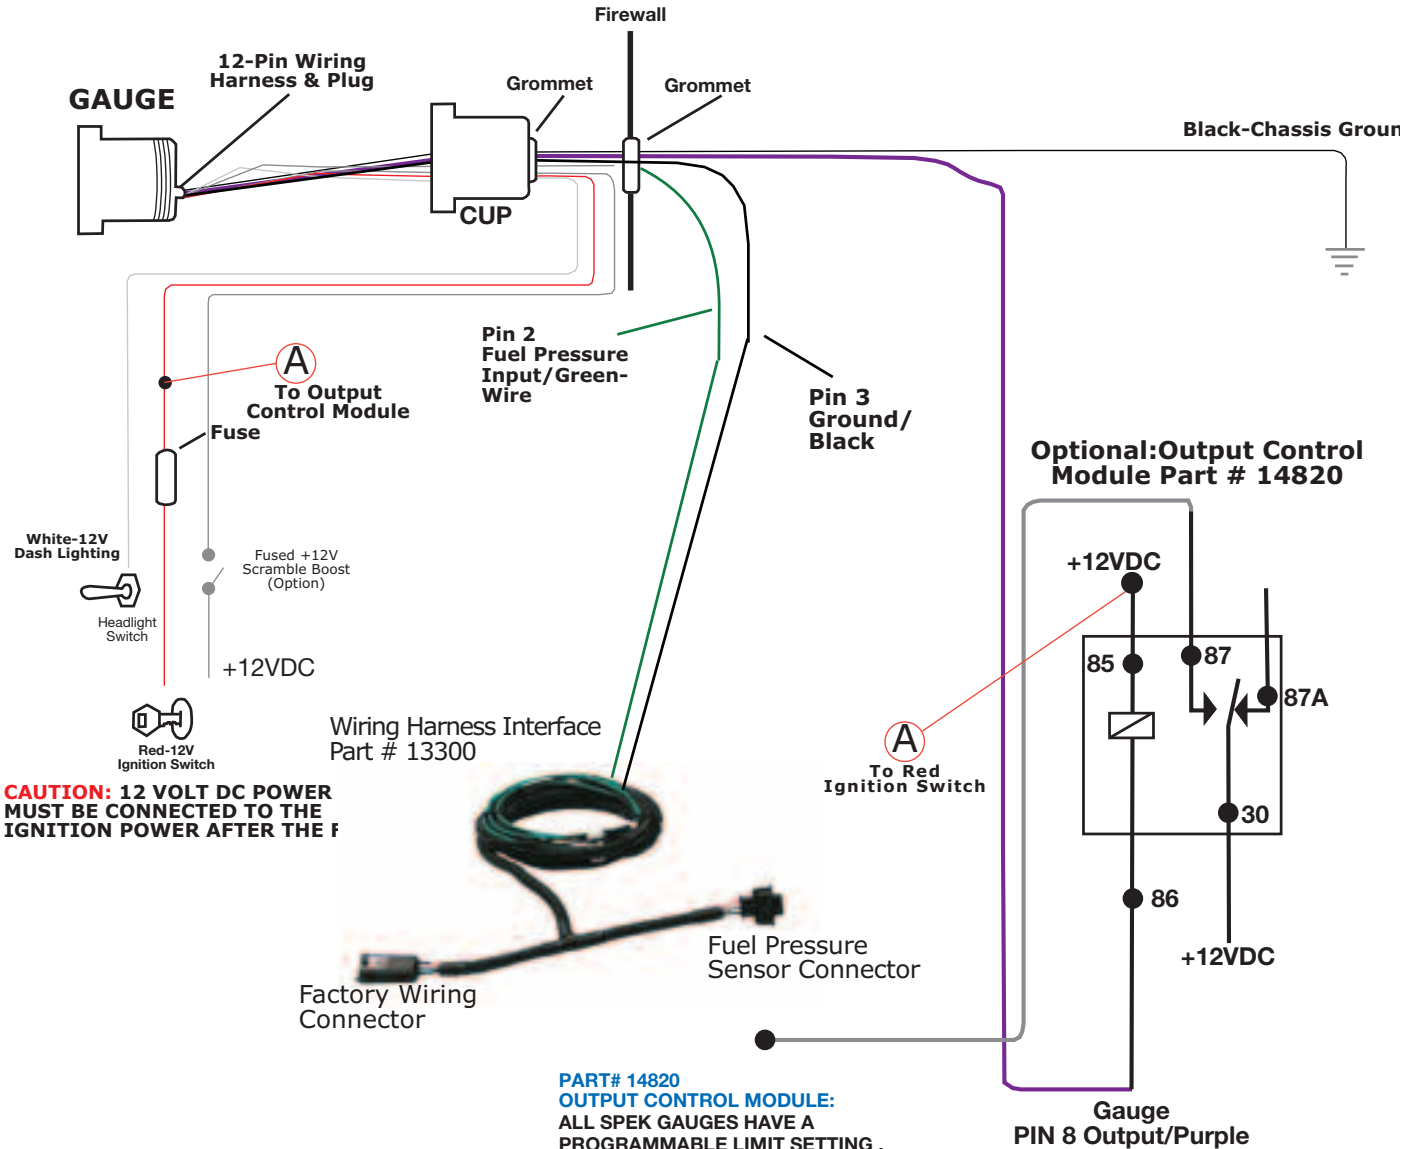 Firewall
12-Pin Wiring
Harness & Plug
GAUGE
Grommet
Grommet
Black-Chassis Groun
CUP
Pin 2
Fuel Pressure
Input/Green-
Wire
A
To Output
Control Module
Fuse
Pin 3
Ground/
Black
Optional:Output Control
Module Part # 14820
White-12V
Dash Lighting
Fused +12V
Scramble Boost
(Option)
Headlight
Switch
+12VDC
+12VDC
85
87
87A
30
86
+12VDC
Red-12V
Ignition Switch
Wiring Harness Interface
Part # 13300
A
To Red
Ignition Switch
CAUTION: 12 VOLT DC POWER
MUST BE CONNECTED TO THE
IGNITION POWER AFTER THE F
Fuel Pressure
Sensor Connector
Factory Wiring
Connector
PART# 14820
OUTPUT CONTROL MODULE:
ALL SPEK GAUGES HAVE A
PROGRAMMABLE LIMIT SETTING .
Gauge
PIN 8 Output/Purple